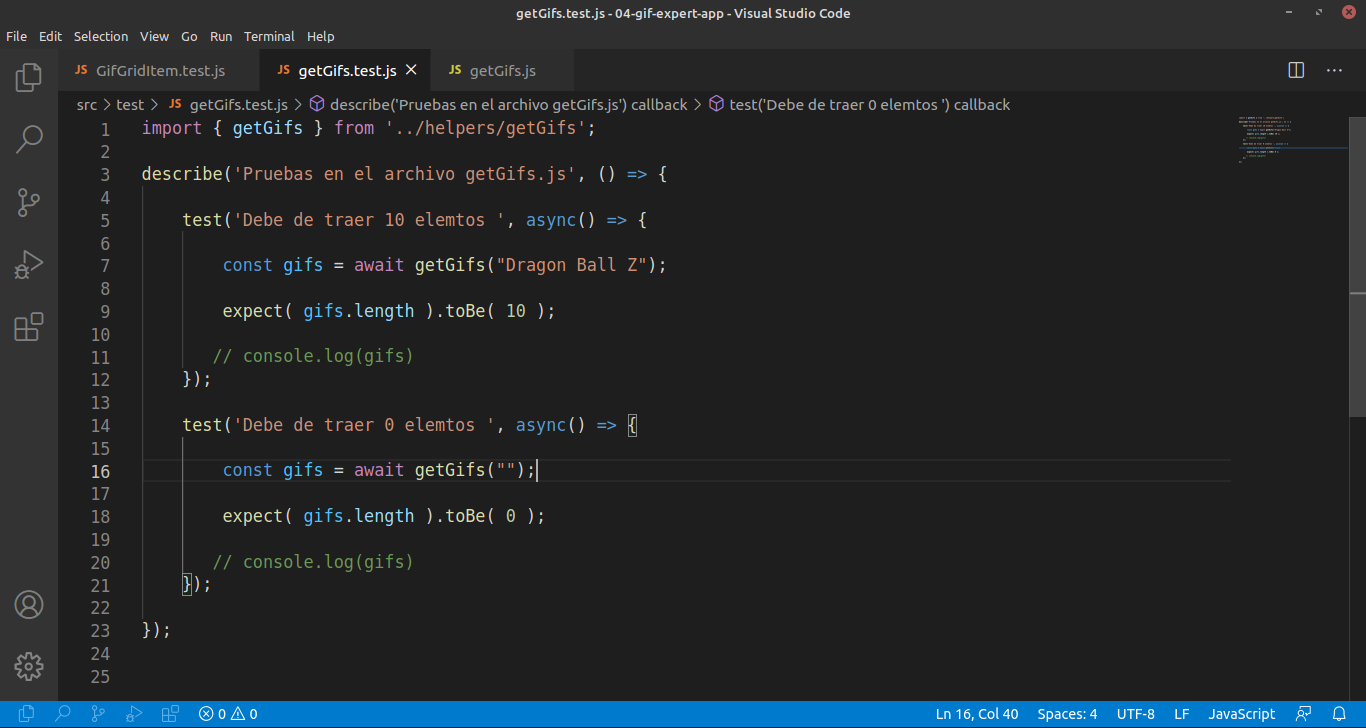 getGifs.test.js - 04-gif-expert-app - Visual Studio Code
File Edit Selection View Go Run Terminal Help
JS GifGridItem.test.js JS getGifs.test.js JS getGifs.js
src > test > JS getGifs.test.js > describe('Pruebas en el archivo getGifs.js') callback > test('Debe de traer 0 elemtos ') callback
1 import { getGifs } from '../helpers/getGifs';
2
3 describe('Pruebas en el archivo getGifs.js', () => {
4
5 test('Debe de traer 10 elemtos ', async() => {
6
7 const gifs = await getGifs("Dragon Ball Z");
8
9 expect( gifs.length ).toBe( 10 );
10
11 // console.log(gifs)
12 });
13
14 test('Debe de traer 0 elemtos ', async() => {
15
16 const gifs = await getGifs("");
17
18 expect( gifs.length ).toBe( 0 );
19
20 // console.log(gifs)
21 });
22
23 });
24
25
0 0 Ln 16, Col 40 Spaces: 4 UTF-8 LF JavaScript